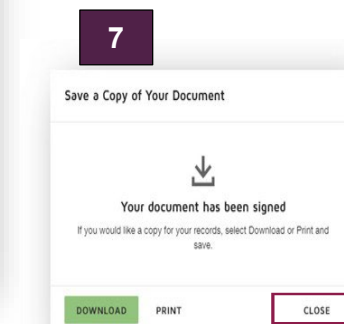 7
Save a Copy of Your Document
Your document has been signed
If you would like a copy for your records, select Download or Print and
save.
DOWNLOAD PRINT CLOSE